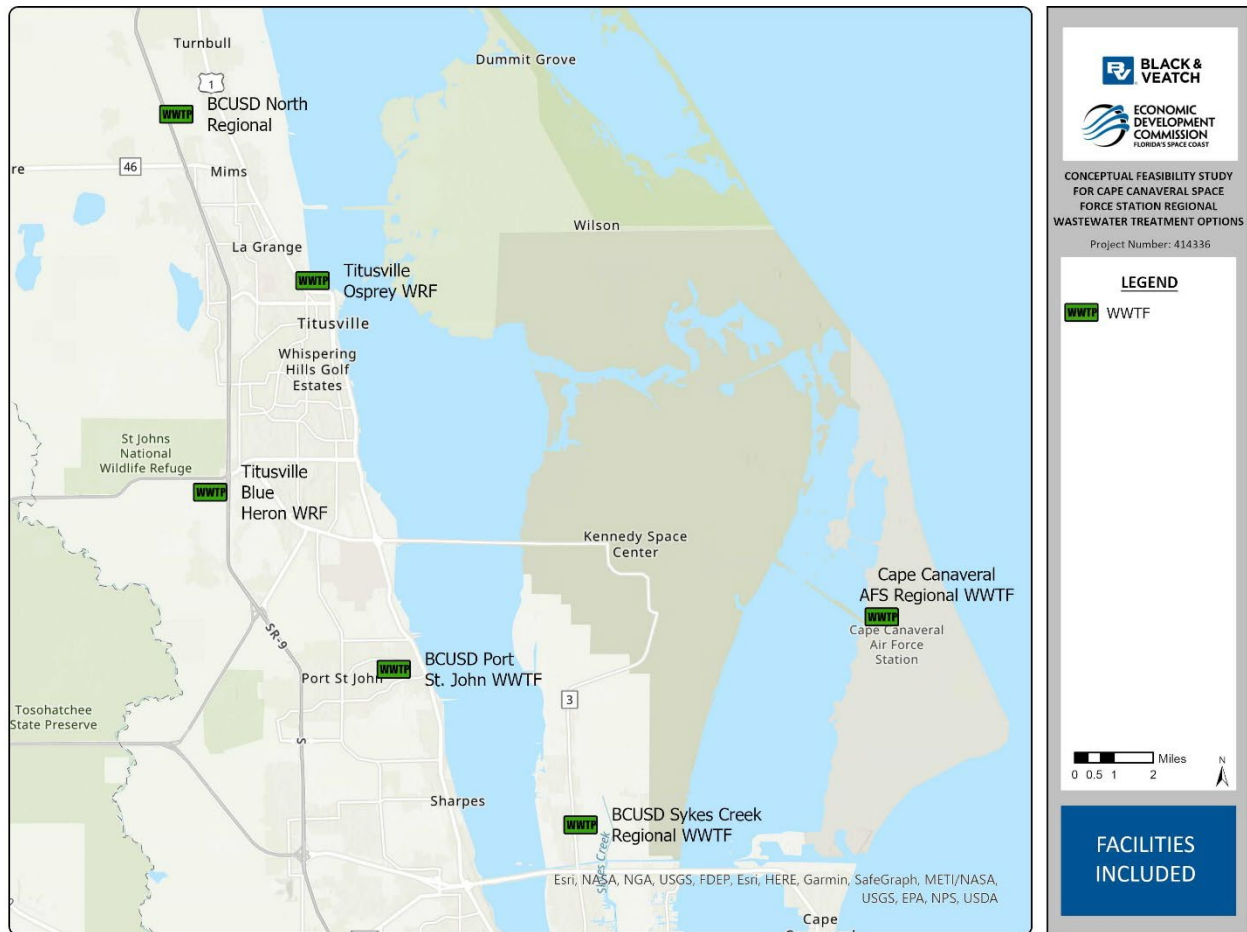 Turnbull
Dummit Grove
1
WWTP
BCUSD North
Regional
46
re
Mims
Wilson
La Grange
WWTP
Titusville
Osprey WRF
Titusville
Whispering
Hills Golf
Estates
St Johns
National
Wildlife Refuge
WWTP
Titusville
Blue
Heron WRF
Kennedy Space
Center
Cape Canaveral
AFS Regional WWTF
WWTP
Cape Canaveral
Air Force
Station
SR-9
WWTP
BCUSD Port
St. John WWTF
Port St John
3
Tosohatchee
State Preserve
S
Sharpes
WWTP
BCUSD Sykes Creek
Regional WWTF
Sykes Creek
Esri, NASA, NGA, USGS, FDEP, Esri, HERE, Garmin, SafeGraph, METI/NASA,
USGS, EPA, NPS, USDA
Cape
BV
BLACK &
VEATCH
ECONOMIC
DEVELOPMENT
COMMISSION
FLORIDA'S SPACE COAST
CONCEPTUAL FEASIBILITY STUDY
FOR CAPE CANAVERAL SPACE
FORCE STATION REGIONAL
WASTEWATER TREATMENT OPTIONS
Project Number: 414336
LEGEND
WWTP WWTF
Miles
0 0.5 1 2
N
FACILITIES
INCLUDED